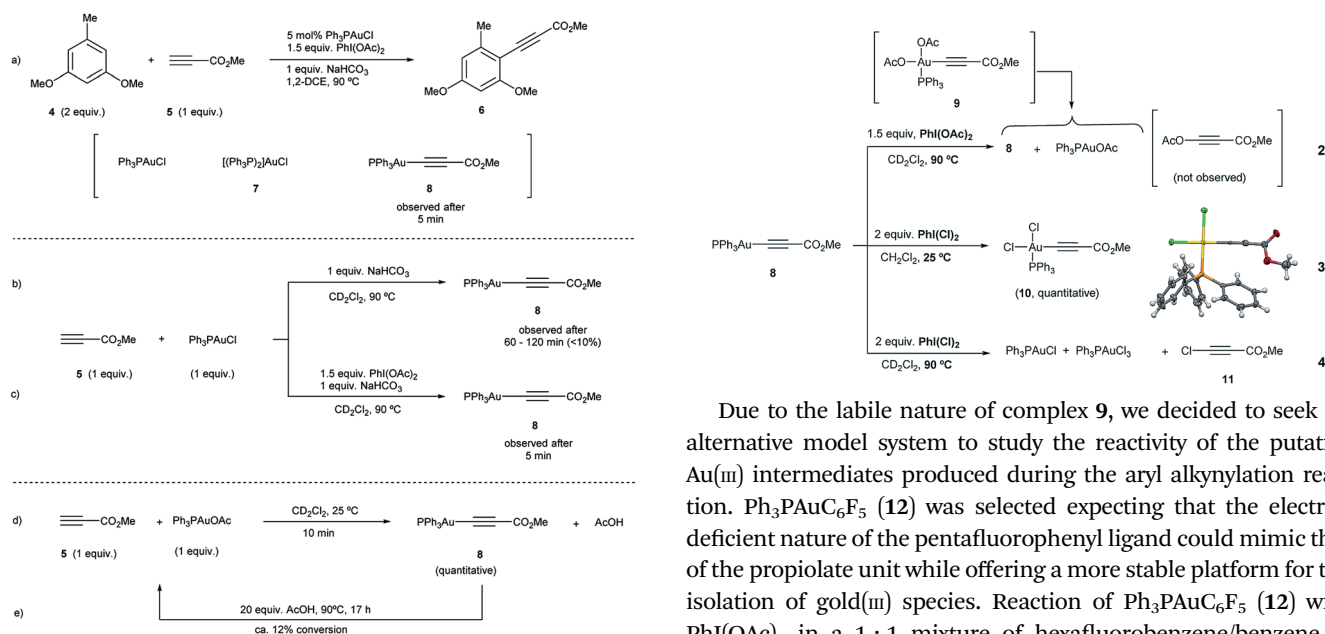 a)
Me
MeO
OMe
4 (2 equiv.)
+
CO2Me
5 (1 equiv.)
5 mol% Ph3PAuCl
1.5 equiv. PhI(OAc)2
1 equiv. NaHCO3
1,2-DCE, 90 ºC
Me
CO2Me
MeO
OMe
6
Ph3PAuCl
[(Ph3P)2]AuCl
7
PPh3Au
CO2Me
8
observed after
5 min
b)
1 equiv. NaHCO3
CD2Cl2, 90 ºC
PPh3Au
CO2Me
8
observed after
60 - 120 min (<10%)
CO2Me
5 (1 equiv.)
+
Ph3PAuCl
(1 equiv.)
c)
1.5 equiv. PhI(OAc)2
1 equiv. NaHCO3
CD2Cl2, 90 ºC
PPh3Au
CO2Me
8
observed after
5 min
d)
CO2Me
5 (1 equiv.)
+
Ph3PAuOAc
(1 equiv.)
CD2Cl2, 25 ºC
10 min
PPh3Au
CO2Me
8
(quantitative)
+ AcOH
e)
20 equiv. AcOH, 90ºC, 17 h
ca. 12% conversion
OAc
AcO Au CO2Me
PPh3
9
1.5 equiv, PhI(OAc)2
CD2Cl2, 90 ºC
8 + Ph3PAuOAc
AcO CO2Me
(not observed)
2
PPh3Au
CO2Me
8
2 equiv. PhI(Cl)2
CH2Cl2, 25 ºC
Cl
Cl Au CO2Me
PPh3
(10, quantitative)
3
2 equiv. PhI(Cl)2
CD2Cl2, 90 ºC
Ph3PAuCl + Ph3PAuCl3 + Cl CO2Me
11
4
Due to the labile nature of complex 9, we decided to seek
alternative model system to study the reactivity of the putati
Au(III) intermediates produced during the aryl alkynylation rea
tion. Ph3PAuC6F5 (12) was selected expecting that the electr
deficient nature of the pentafluorophenyl ligand could mimic th
of the propiolate unit while offering a more stable platform for t
isolation of gold(III) species. Reaction of Ph3PAuC6F5 (12) w